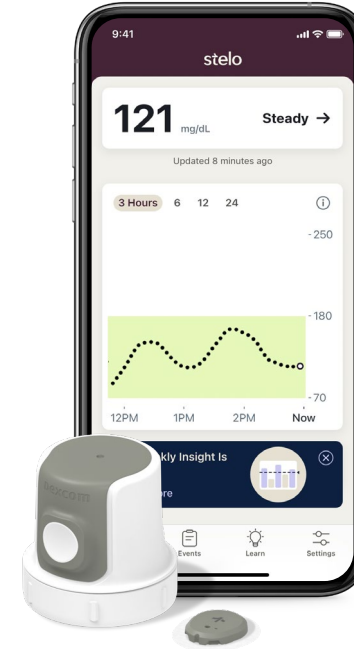 9:41
stelo
121 mg/dL Steady →
Updated 8 minutes ago
3 Hours 6 12 24
250
180
70
12PM 1PM 2PM Now
kly Insight Is
re
Events Learn Settings
dexcom